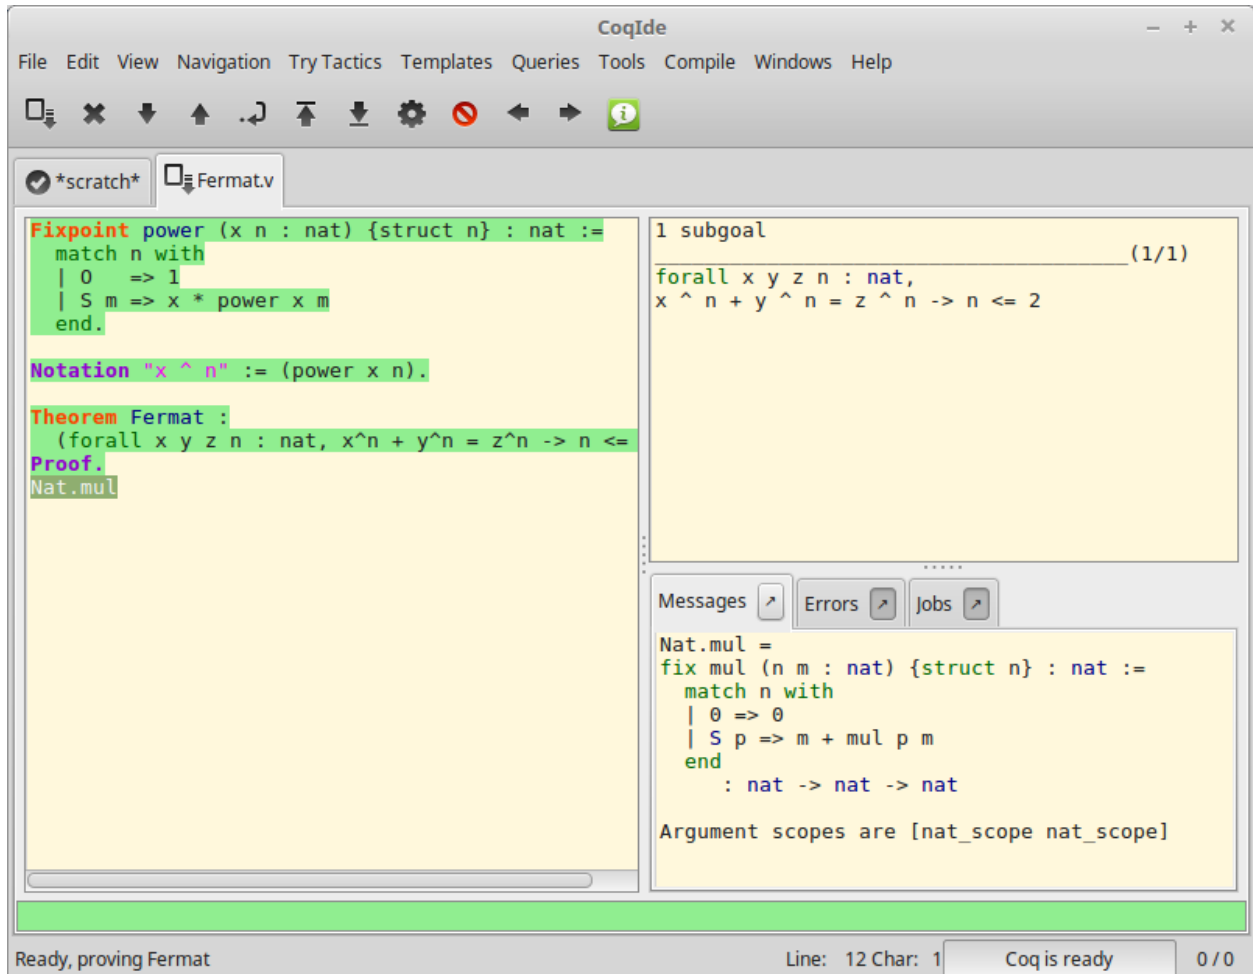 CoqIde
File Edit View Navigation Try Tactics Templates Queries Tools Compile Windows Help
*scratch* Fermat.v
Fixpoint power (x n : nat) {struct n} : nat :=
  match n with
  | O   => 1
  | S m => x * power x m
  end.
Notation "x ^ n" := (power x n).
Theorem Fermat :
  (forall x y z n : nat, x^n + y^n = z^n -> n <=
Proof.
Nat.mul
1 subgoal
______________________________________(1/1)
forall x y z n : nat,
x ^ n + y ^ n = z ^ n -> n <= 2
Messages Errors Jobs
Nat.mul =
fix mul (n m : nat) {struct n} : nat :=
  match n with
  | 0 => 0
  | S p => m + mul p m
  end
     : nat -> nat -> nat
Argument scopes are [nat_scope nat_scope]
Ready, proving Fermat Line: 12 Char: 1 Coq is ready 0 / 0